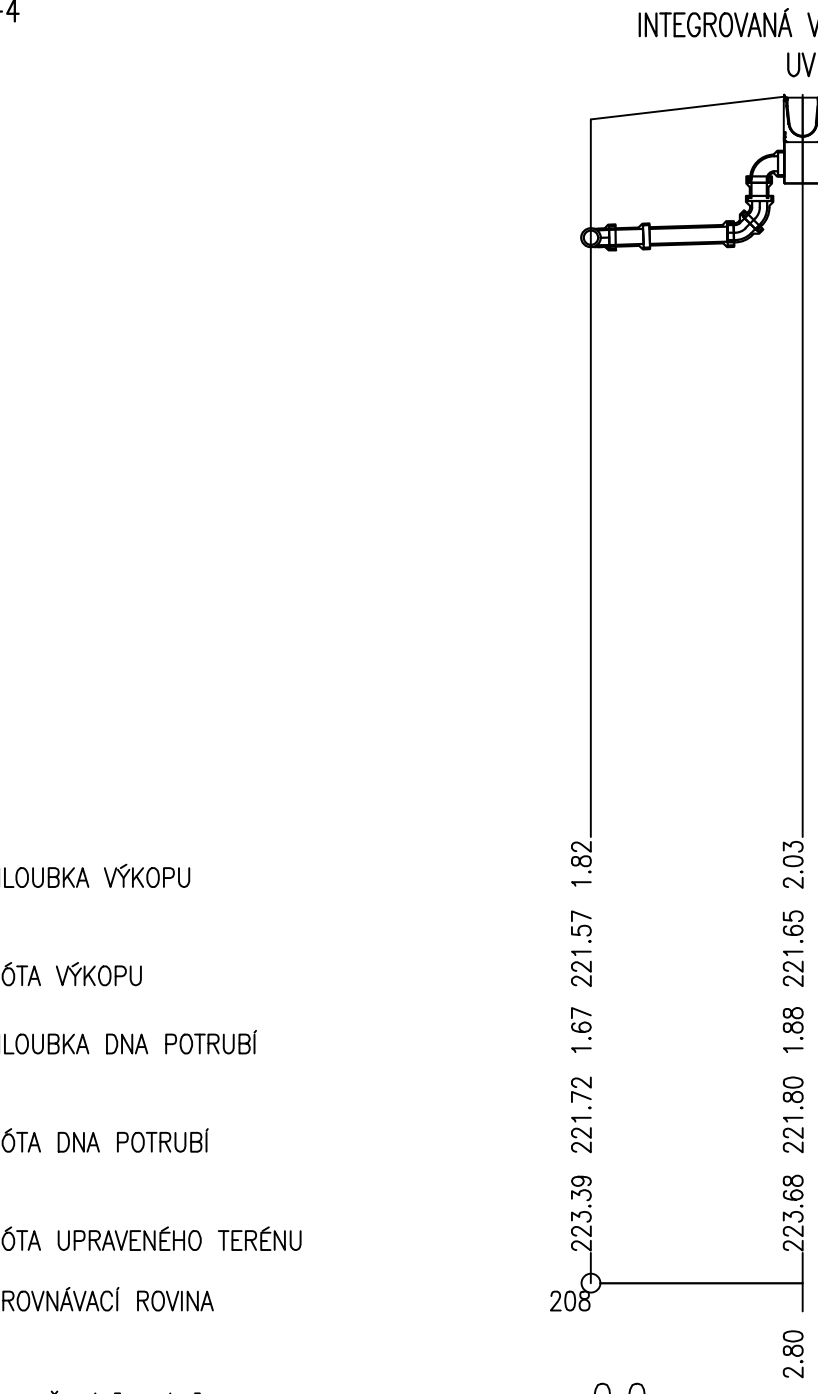 -4
INTEGROVANÁ V
UV
LOUBKA VÝKOPU 1.82 2.03
ÓTA VÝKOPU 221.57 221.65
LOUBKA DNA POTRUBÍ 1.67 1.88
ÓTA DNA POTRUBÍ 221.72 221.80
ÓTA UPRAVENÉHO TERÉNU 223.39 223.68
ROVNÁVACÍ ROVINA 208
2.80